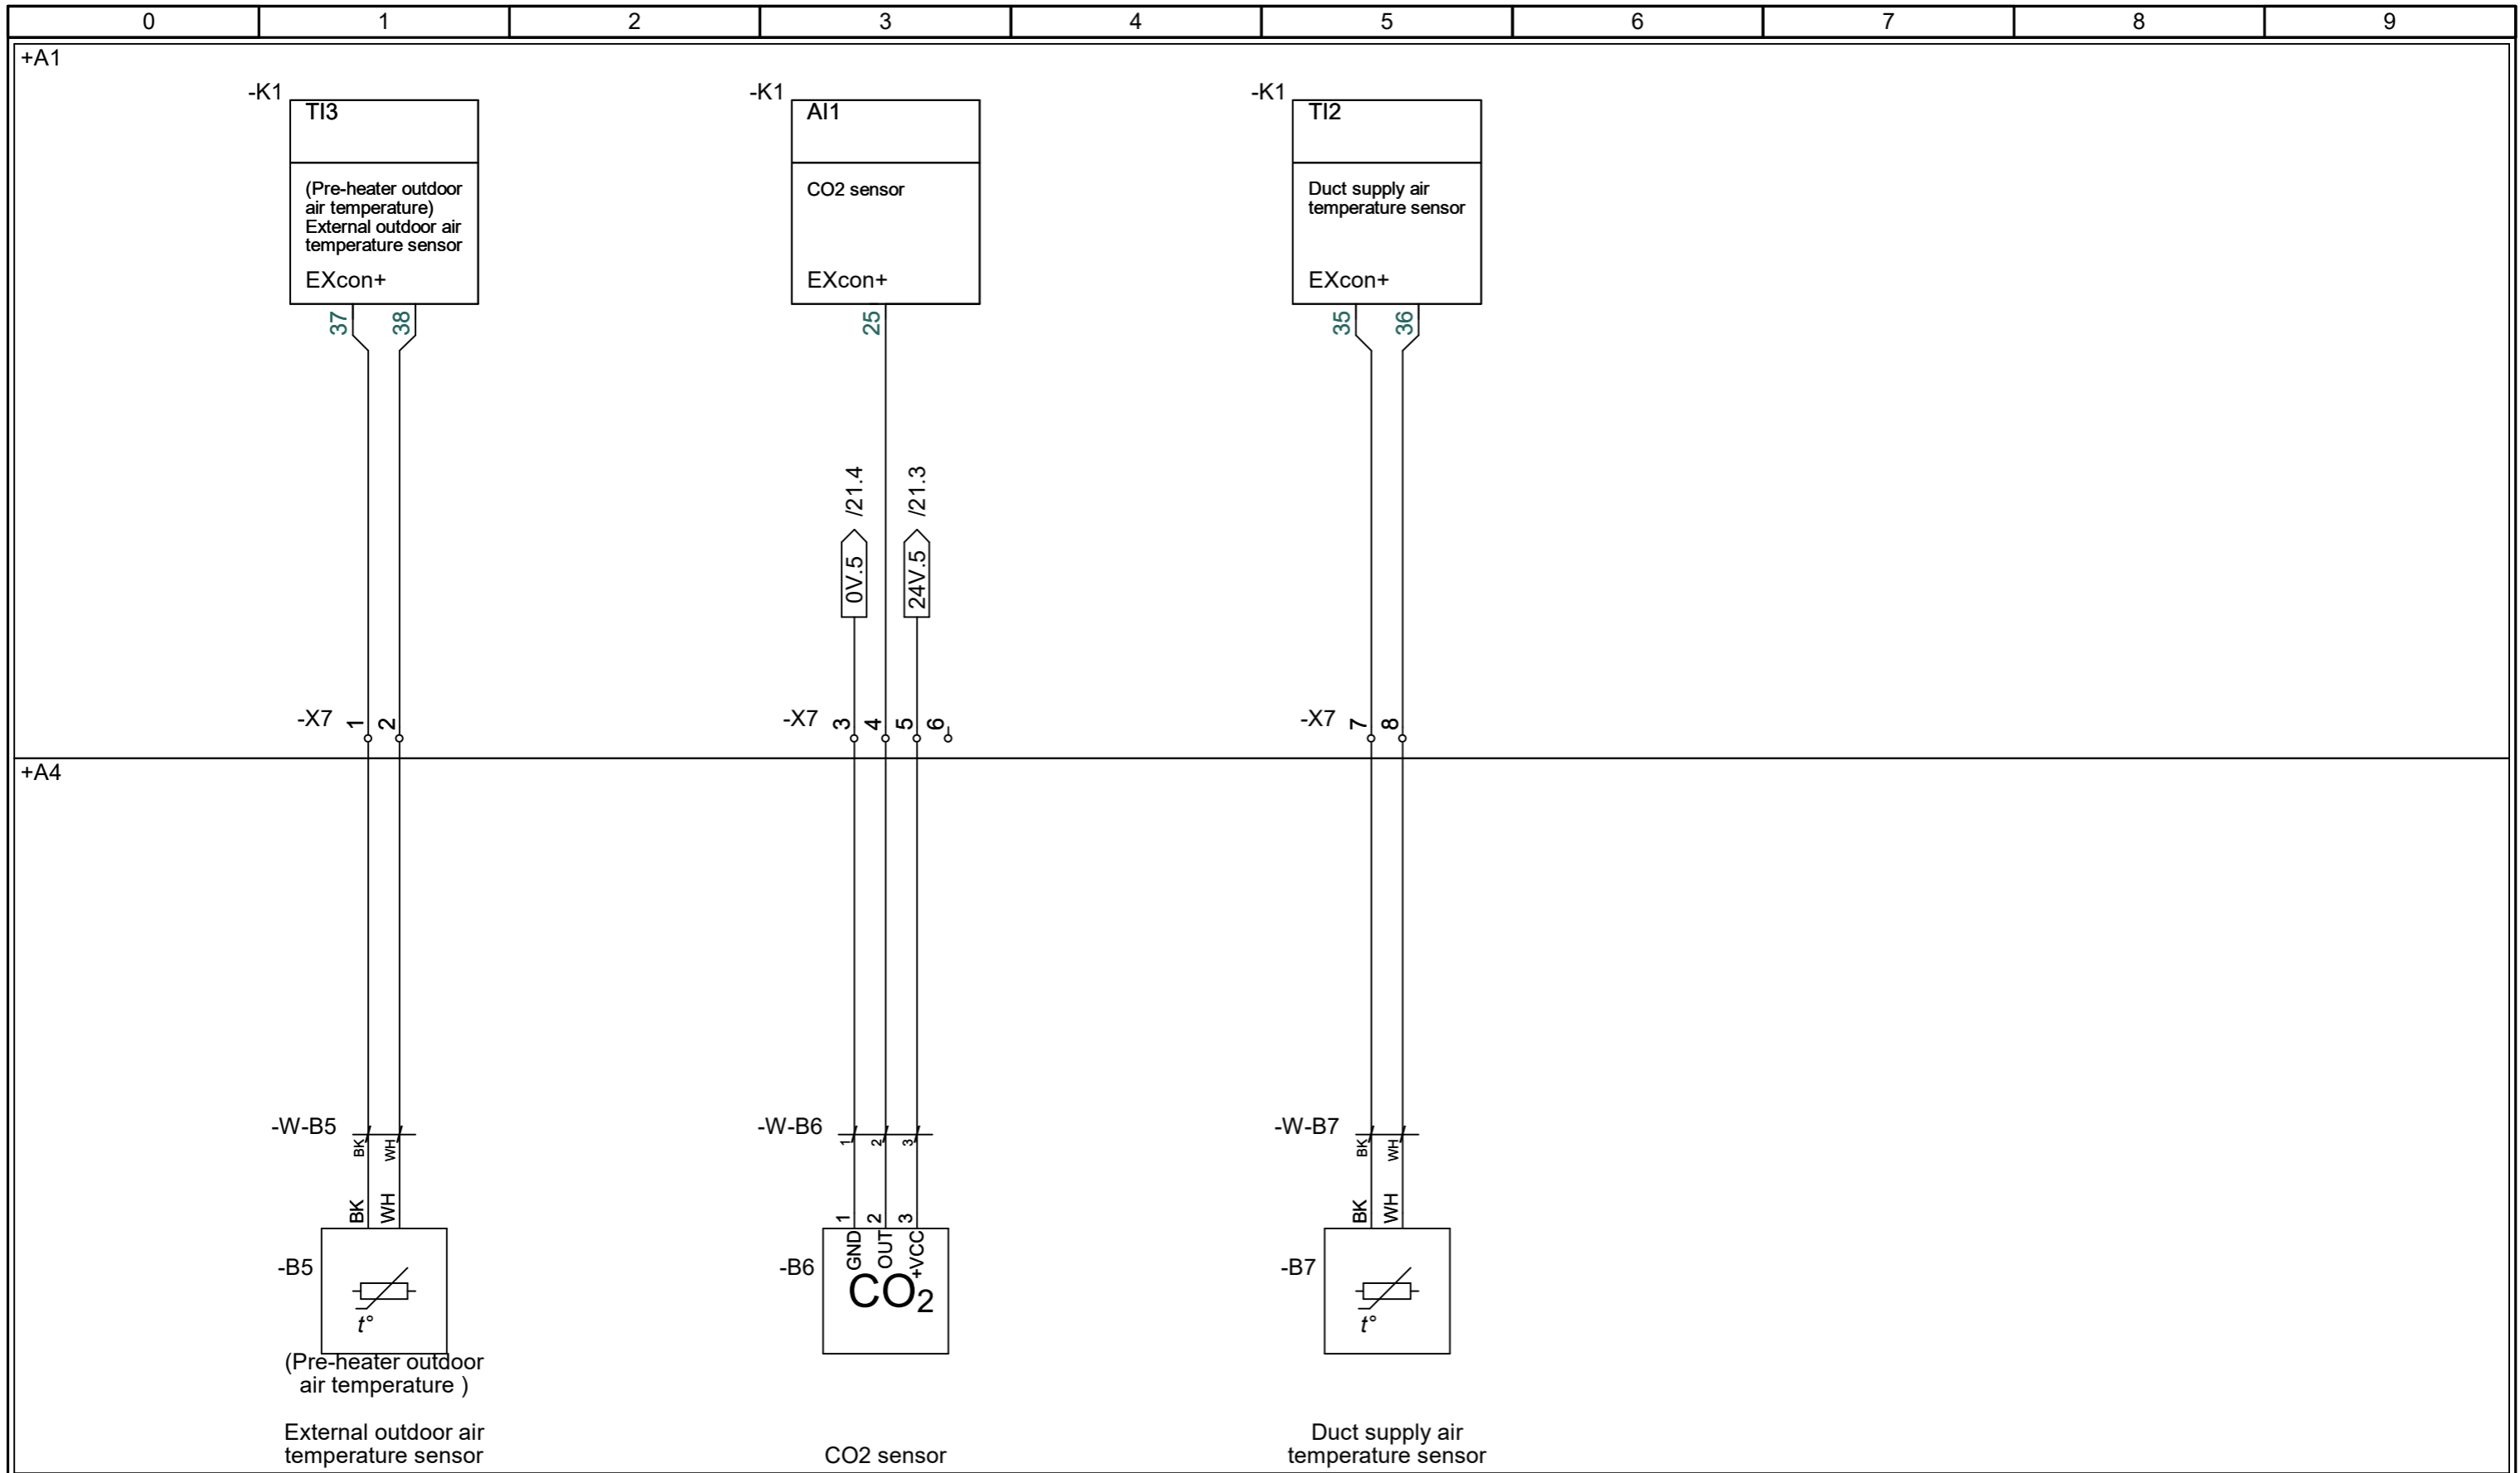 0 1 2 3 4 5 6 7 8 9
+A1
-K1
TI3
(Pre-heater outdoor
air temperature)
External outdoor air
temperature sensor
EXcon+
37 38
-K1
AI1
CO2 sensor
EXcon+
25
-K1
TI2
Duct supply air
temperature sensor
EXcon+
35 36
/21.4
/21.3
0V.5
24V.5
-X7 1 2
-X7 3 4 5 6
-X7 7 8
+A4
-W-B5
BK WH
-W-B6
1 2 3
-W-B7
BK WH
BK WH
-B5
t°
(Pre-heater outdoor
air temperature )
External outdoor air
temperature sensor
1 2 3
GND OUT +VCC
-B6
CO₂
CO2 sensor
BK WH
-B7
t°
Duct supply air
temperature sensor